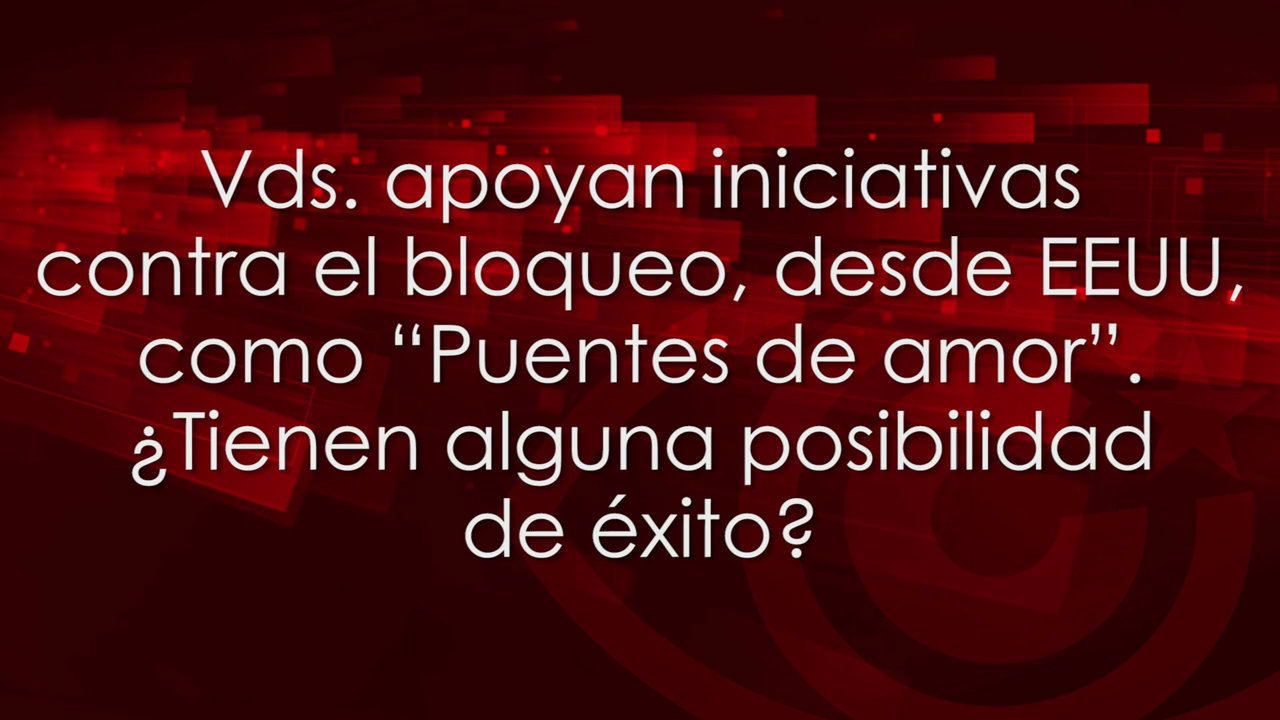 Vds. apoyan iniciativas
contra el bloqueo, desde EEUU,
como “Puentes de amor” .
¿Tienen alguna posibilidad
de éxito?